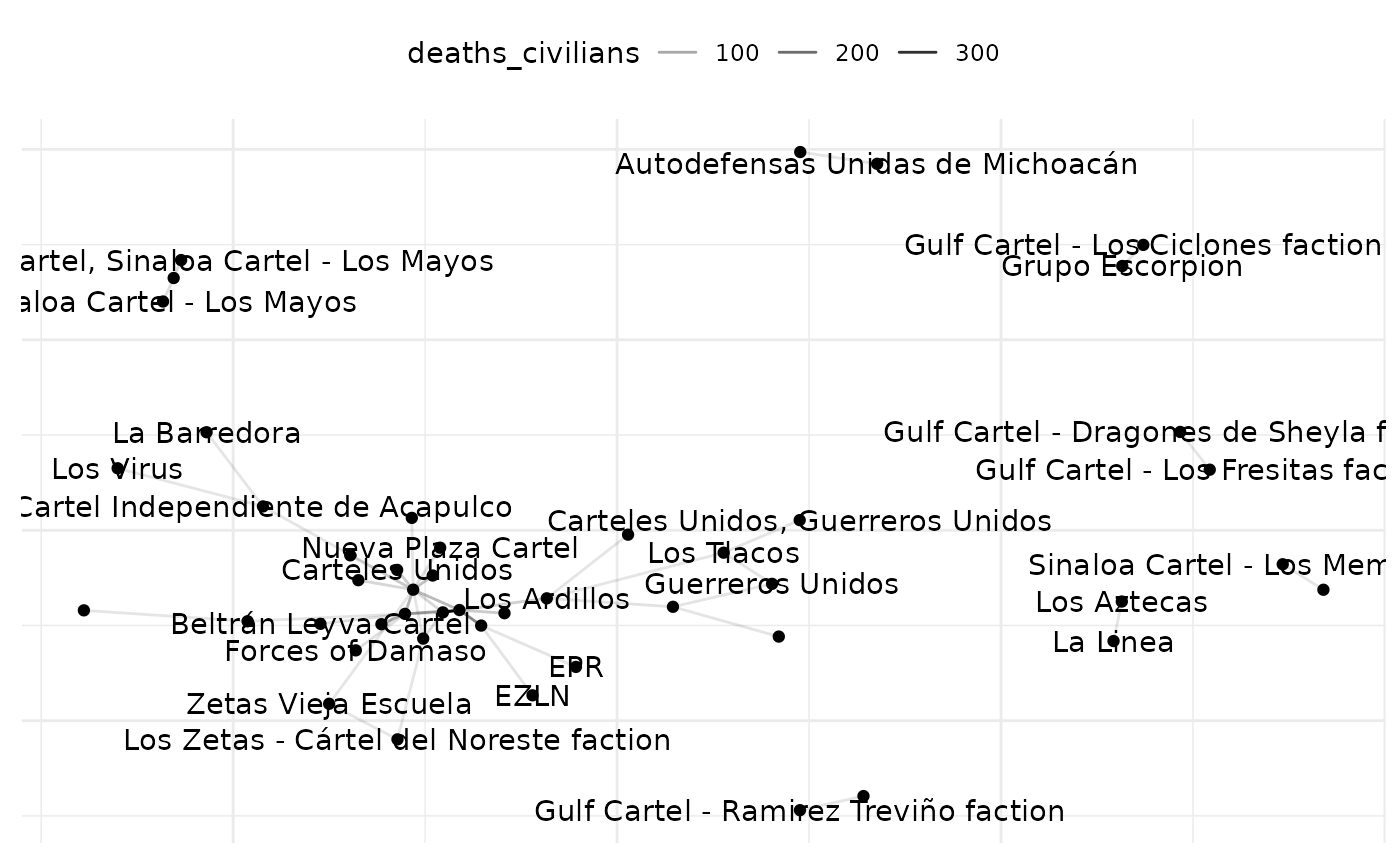 deaths_civilians 100 200 300
Autodefensas Unidas de Michoacán
Gulf Cartel - Los Ciclones faction
artel, Sinaloa Cartel - Los Mayos
Grupo Escorpion
aloa Cartel - Los Mayos
La Barredora
Gulf Cartel - Dragones de Sheyla f
Los Virus
Gulf Cartel - Los Fresitas fac
Cartel Independiente de Acapulco
Carteles Unidos, Guerreros Unidos
Nueva Plaza Cartel
Los Tlacos
Sinaloa Cartel - Los Mem
Carteles Unidos
Guerreros Unidos
Los Ardillos
Los Aztecas
Beltrán Leyva Cartel
La Linea
Forces of Damaso
EPR
EZLN
Zetas Vieja Escuela
Los Zetas - Cártel del Noreste faction
Gulf Cartel - Ramirez Treviño faction